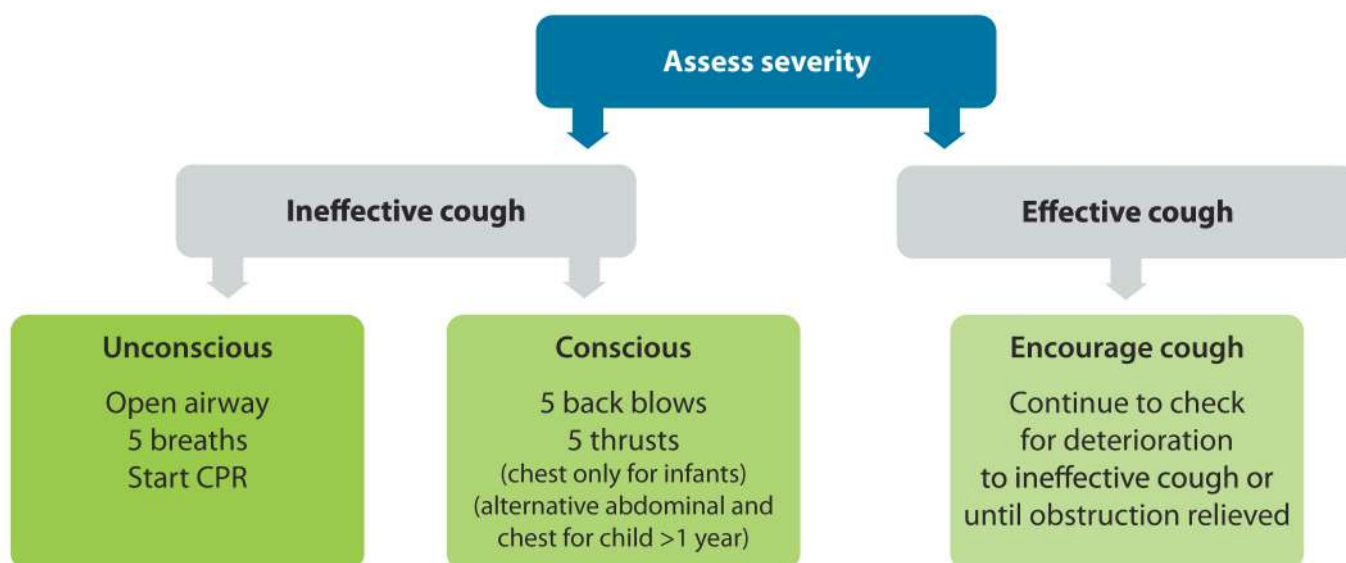 Assess severity
Ineffective cough
Effective cough
Unconscious
Open airway
5 breaths
Start CPR
Conscious
5 back blows
5 thrusts
(chest only for infants)
(alternative abdominal and
chest for child >1 year)
Encourage cough
Continue to check
for deterioration
to ineffective cough or
until obstruction relieved